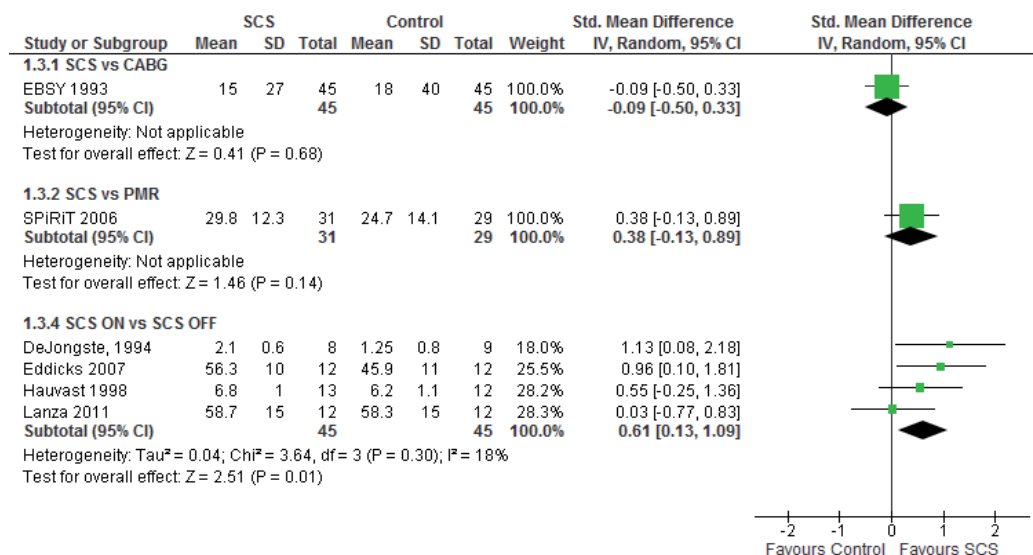 SCS Control Std. Mean Difference Std. Mean Difference
Study or Subgroup Mean SD Total Mean SD Total Weight IV, Random, 95% CI IV, Random, 95% CI
1.3.1 SCS vs CABG
EBSY 1993 15 27 45 18 40 45 100.0% -0.09 [-0.50, 0.33]
Subtotal (95% CI) 45 45 100.0% -0.09 [-0.50, 0.33]
Heterogeneity: Not applicable
Test for overall effect: Z = 0.41 (P = 0.68)
1.3.2 SCS vs PMR
SPiRiT 2006 29.8 12.3 31 24.7 14.1 29 100.0% 0.38 [-0.13, 0.89]
Subtotal (95% CI) 31 29 100.0% 0.38 [-0.13, 0.89]
Heterogeneity: Not applicable
Test for overall effect: Z = 1.46 (P = 0.14)
1.3.4 SCS ON vs SCS OFF
DeJongste, 1994 2.1 0.6 8 1.25 0.8 9 18.0% 1.13 [0.08, 2.18]
Eddicks 2007 56.3 10 12 45.9 11 12 25.5% 0.96 [0.10, 1.81]
Hauvast 1998 6.8 1 13 6.2 1.1 12 28.2% 0.55 [-0.25, 1.36]
Lanza 2011 58.7 15 12 58.3 15 12 28.3% 0.03 [-0.77, 0.83]
Subtotal (95% CI) 45 45 100.0% 0.61 [0.13, 1.09]
Heterogeneity: Tau² = 0.04; Chi² = 3.64, df = 3 (P = 0.30); I² = 18%
Test for overall effect: Z = 2.51 (P = 0.01)
-2 -1 0 1 2
Favours Control Favours SCS